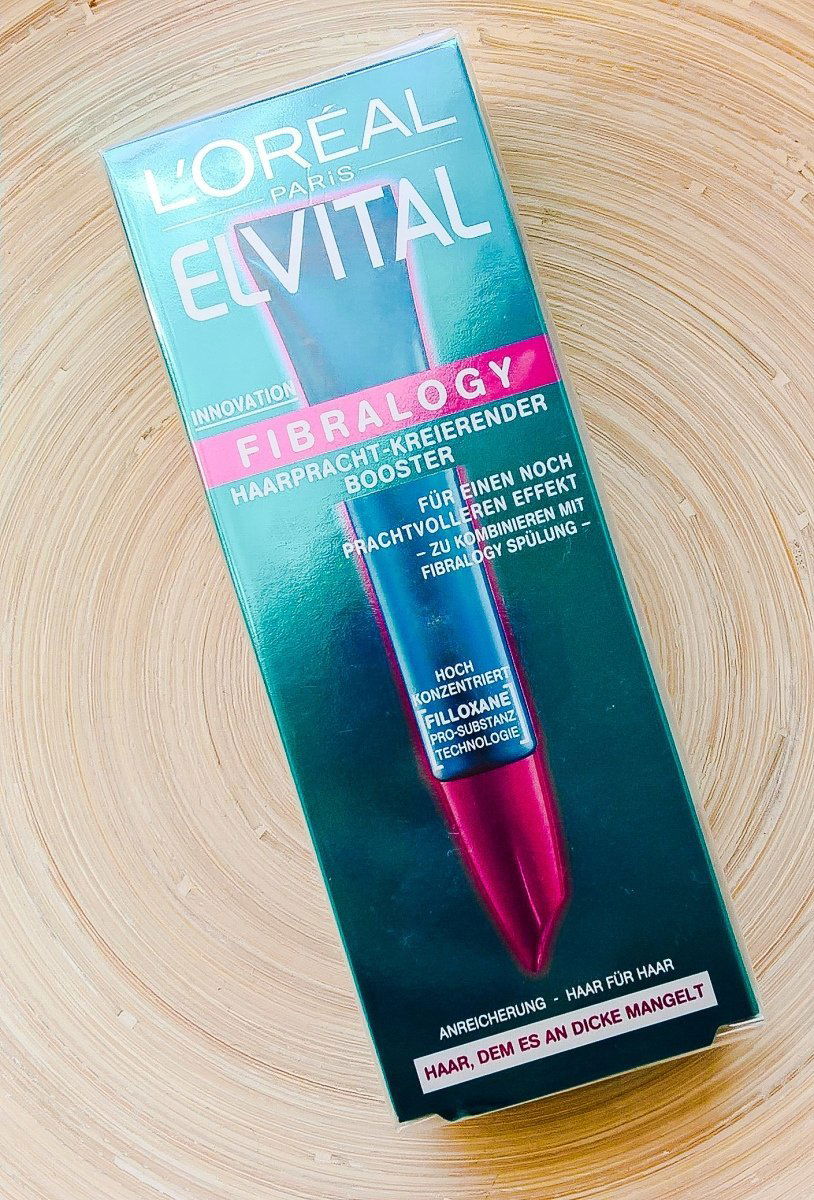 L'ORÉAL
PARiS
ELVITAL
INNOVATION
FIBRALOGY
HAARPRACHT-KREIERENDER
BOOSTER
FÜR EINEN NOCH
PRACHTVOLLEREN EFFEKT
– ZU KOMBINIEREN MIT
FIBRALOGY SPÜLUNG –
HOCH
KONZENTRIERT
[FILLOXANE
PRO-SUBSTANZ
TECHNOLOGIE]
ANREICHERUNG - HAAR FÜR HAAR
HAAR, DEM ES AN DICKE MANGELT